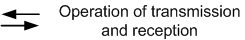 Operation of transmission
and reception